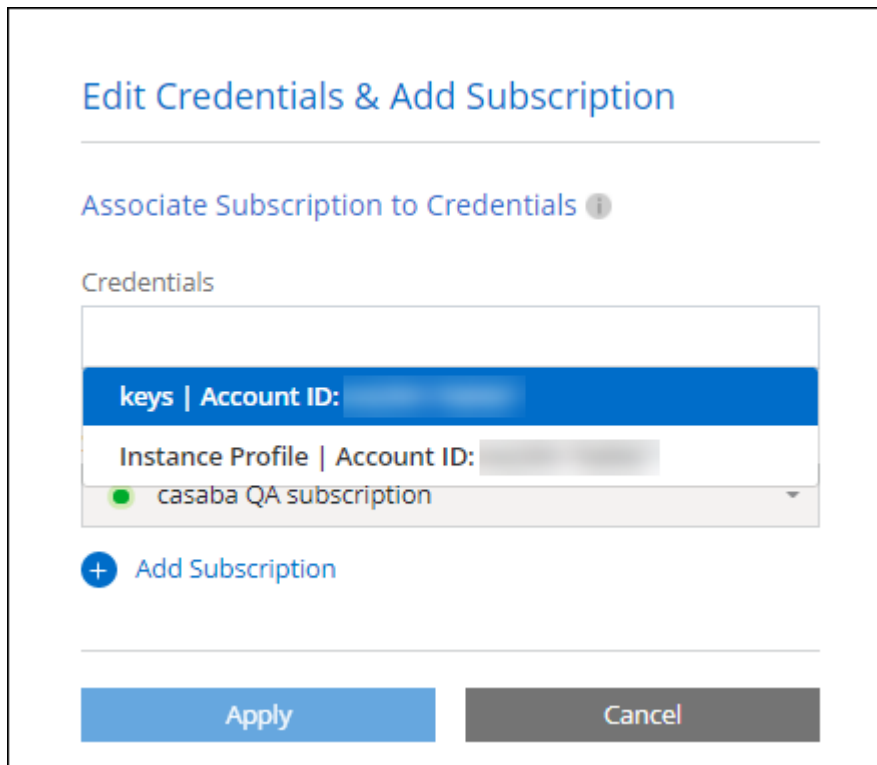 Edit Credentials & Add Subscription
Associate Subscription to Credentials i
Credentials
keys | Account ID:
Instance Profile | Account ID:
casaba QA subscription
+ Add Subscription
Apply
Cancel